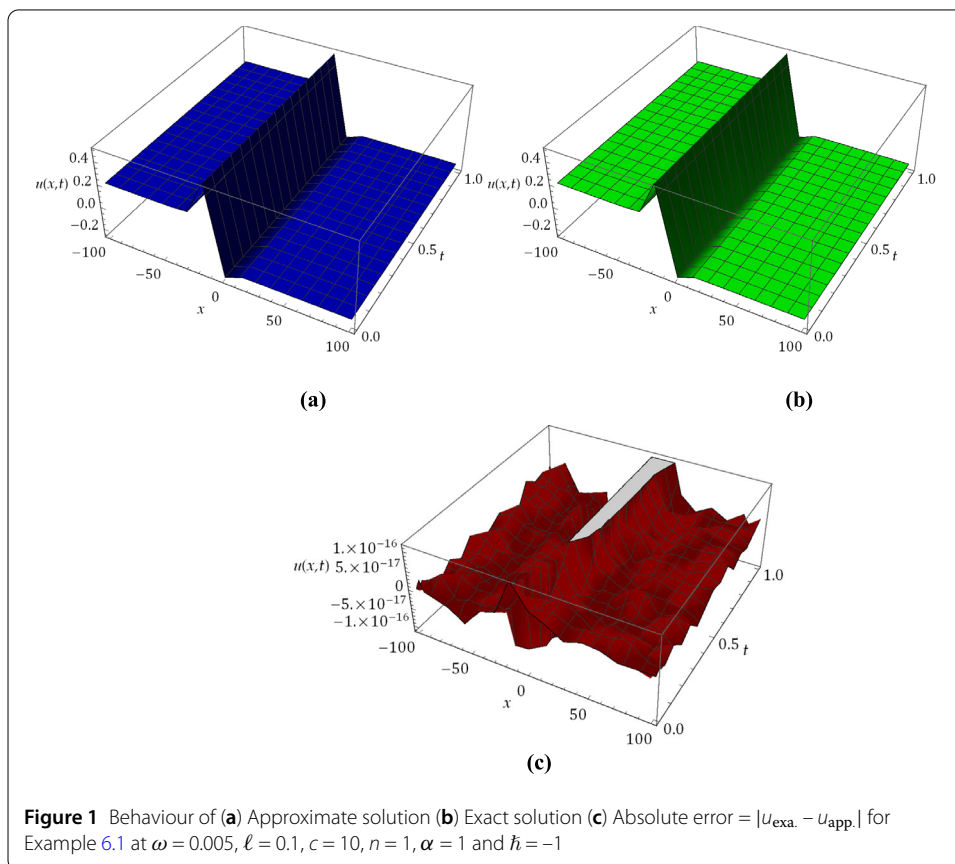 0.4
0.2
u(x,t)
0.0
−0.2
−100
−50
0
x
50
100
0.0
0.5
t
1.0
(a)
0.4
0.2
u(x,t)
0.0
−0.2
−100
−50
0
x
50
100
0.0
0.5
t
1.0
(b)
1.×10⁻¹⁶
u(x,t) 5.×10⁻¹⁷
0
−5.×10⁻¹⁷
−1.×10⁻¹⁶
−100
−50
0
x
50
100
0.0
0.5
t
1.0
(c)
Figure 1 Behaviour of (a) Approximate solution (b) Exact solution (c) Absolute error = |u_exa. − u_app.| for
Example 6.1 at ω = 0.005, ℓ = 0.1, c = 10, n = 1, α = 1 and ℏ = −1